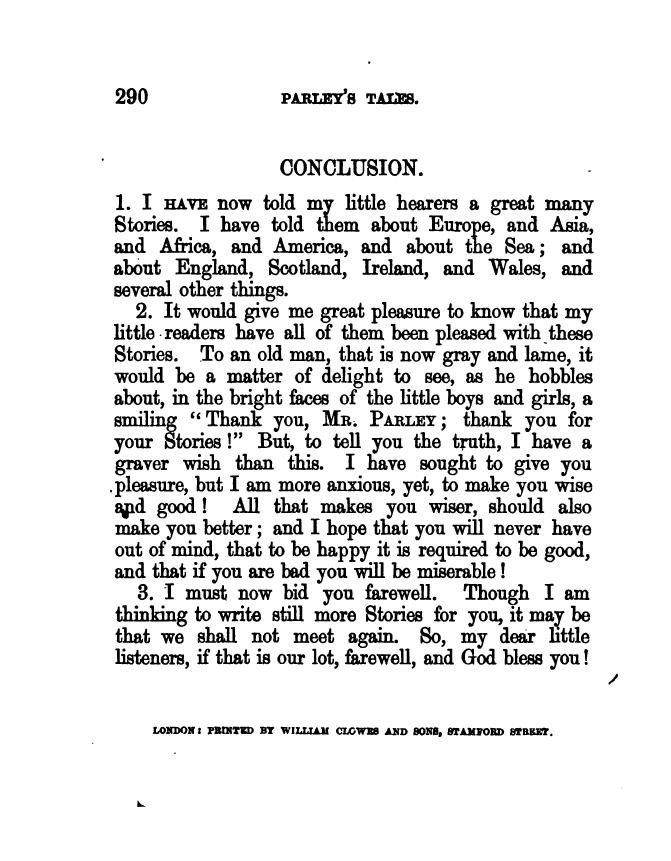 290 PARLEY'S TALES.
CONCLUSION.
1. I HAVE now told my little hearers a great many
Stories. I have told them about Europe, and Asia,
and Africa, and America, and about the Sea; and
about England, Scotland, Ireland, and Wales, and
several other things.
2. It would give me great pleasure to know that my
little readers have all of them been pleased with these
Stories. To an old man, that is now gray and lame, it
would be a matter of delight to see, as he hobbles
about, in the bright faces of the little boys and girls, a
smiling "Thank you, MR. PARLEY; thank you for
your Stories!" But, to tell you the truth, I have a
graver wish than this. I have sought to give you
pleasure, but I am more anxious, yet, to make you wise
and good! All that makes you wiser, should also
make you better; and I hope that you will never have
out of mind, that to be happy it is required to be good,
and that if you are bad you will be miserable!
3. I must now bid you farewell. Though I am
thinking to write still more Stories for you, it may be
that we shall not meet again. So, my dear little
listeners, if that is our lot, farewell, and God bless you!
LONDON: PRINTED BY WILLIAM CLOWES AND SONS, STAMFORD STREET.